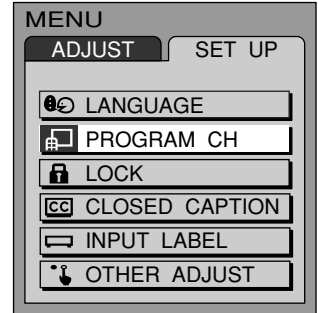 MENU
ADJUST SET UP
LANGUAGE
PROGRAM CH
LOCK
CC CLOSED CAPTION
INPUT LABEL
OTHER ADJUST